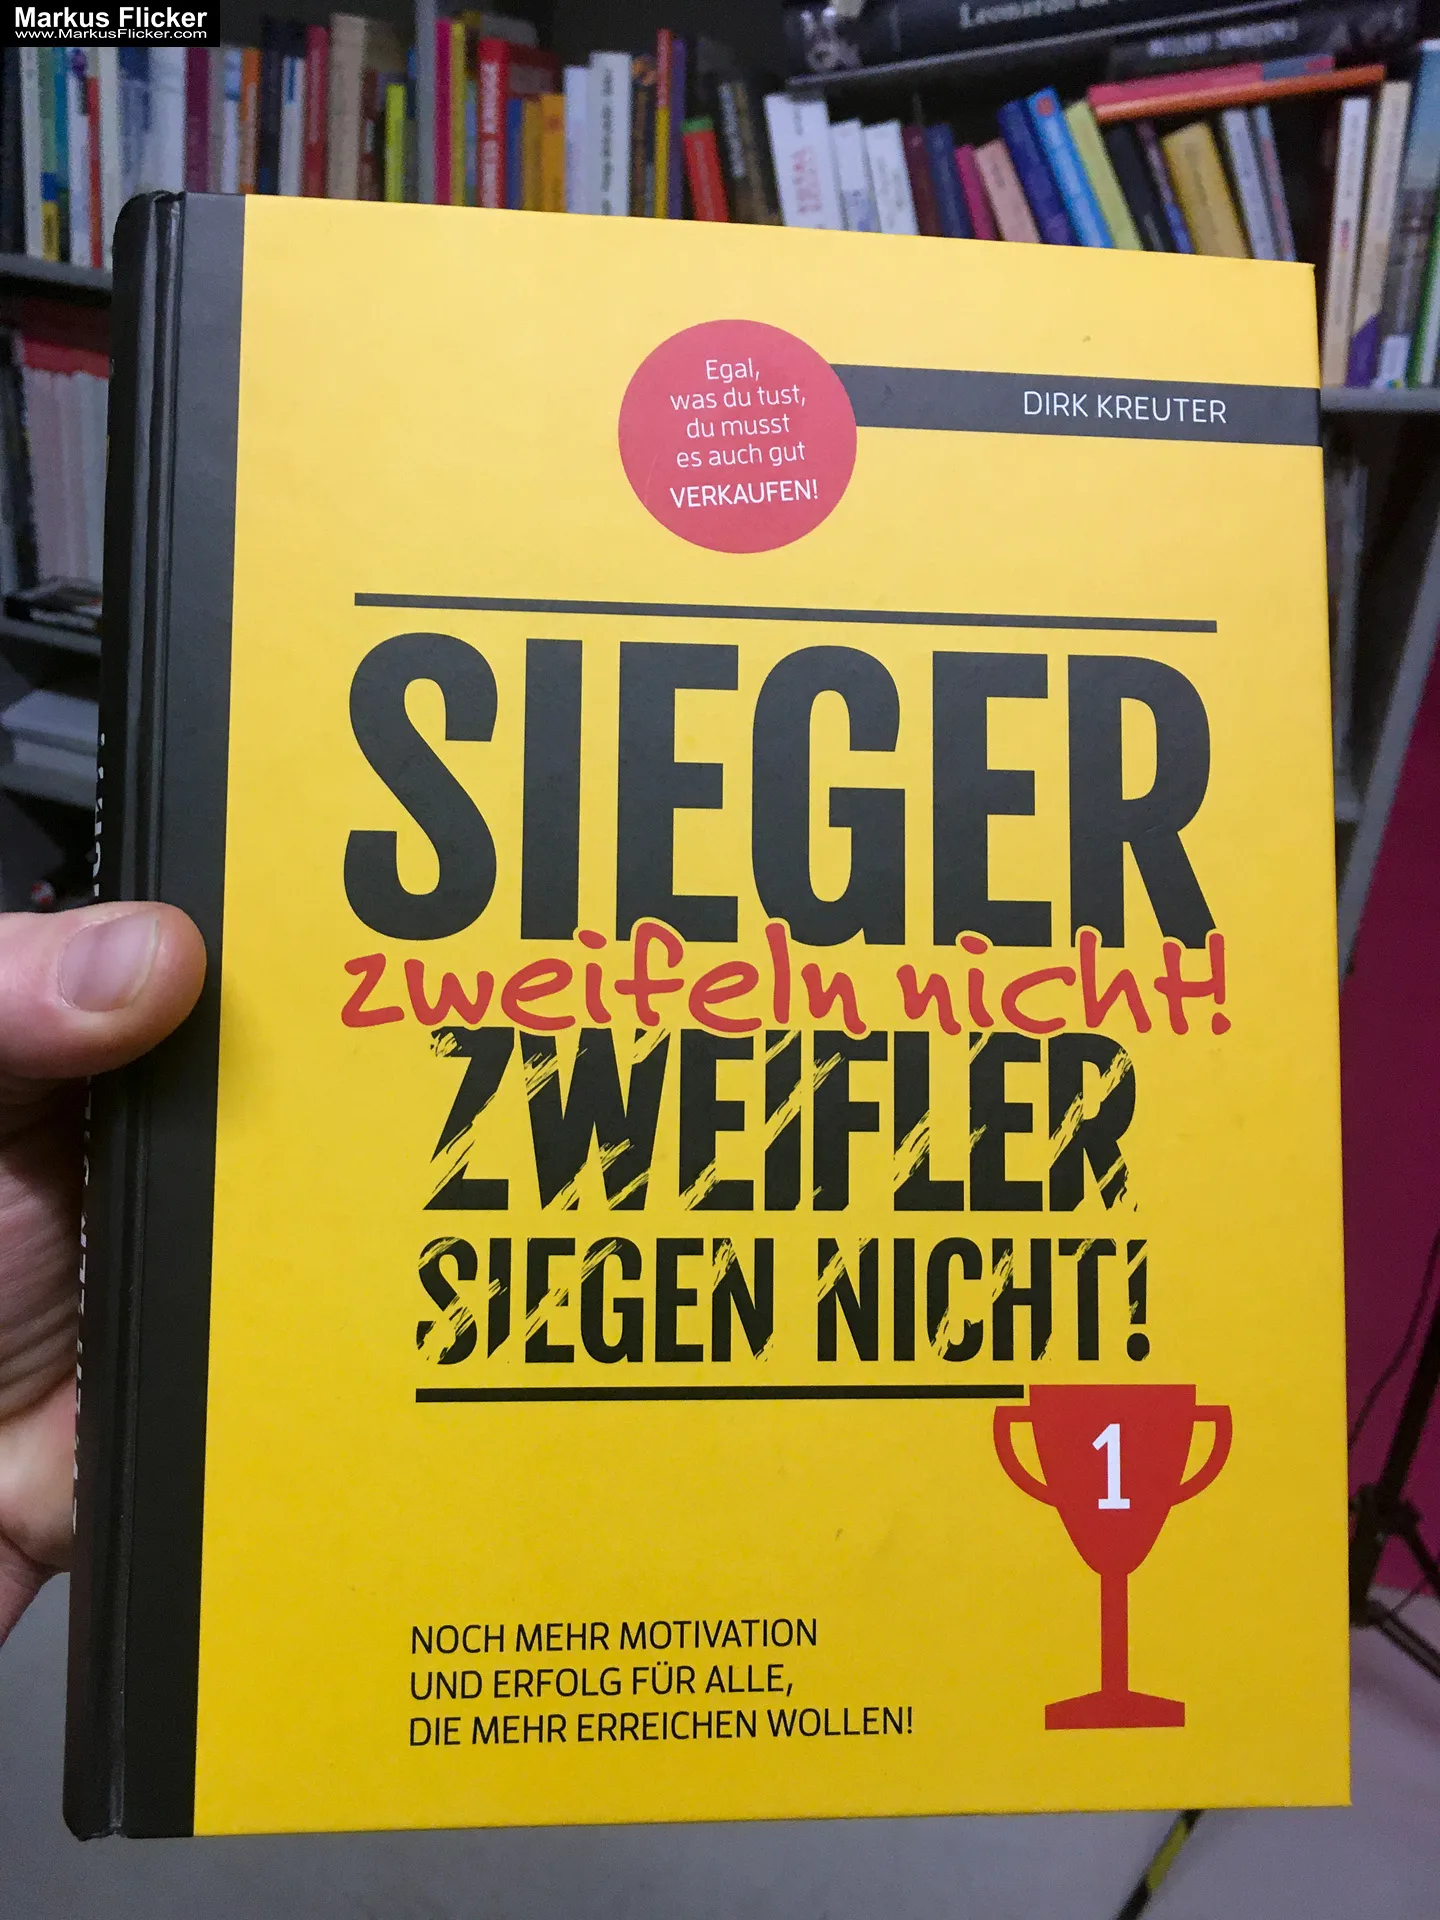 Markus Flicker
www.MarkusFlicker.com
Egal,
was du tust,
du musst
es auch gut
VERKAUFEN!
DIRK KREUTER
SIEGER
zweifeln nicht!
ZWEIFLER
SIEGEN NICHT!
1
NOCH MEHR MOTIVATION
UND ERFOLG FÜR ALLE,
DIE MEHR ERREICHEN WOLLEN!